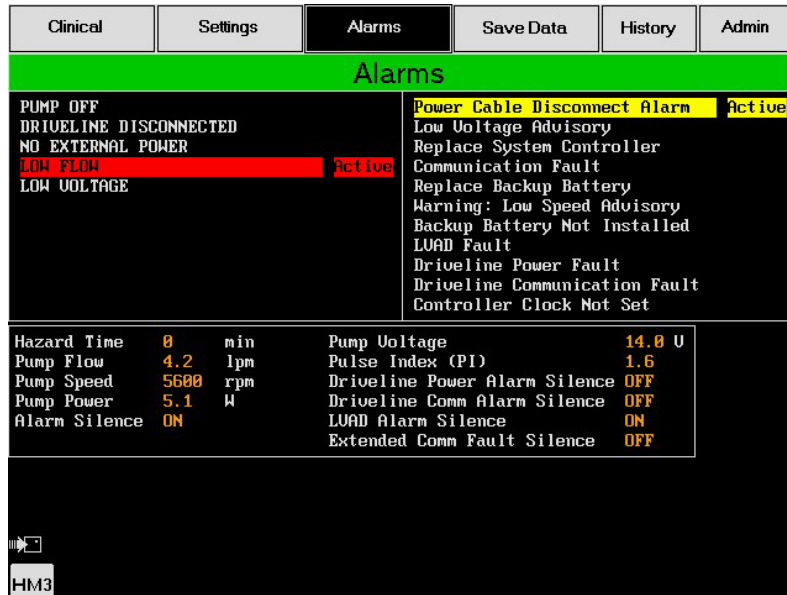 Clinical Settings Alarms Save Data History Admin
Alarms
PUMP OFF
DRIVELINE DISCONNECTED
NO EXTERNAL POWER
LOW FLOW Active
LOW VOLTAGE
Power Cable Disconnect Alarm Active
Low Voltage Advisory
Replace System Controller
Communication Fault
Replace Backup Battery
Warning: Low Speed Advisory
Backup Battery Not Installed
LVAD Fault
Driveline Power Fault
Driveline Communication Fault
Controller Clock Not Set
Hazard Time 0 min
Pump Flow 4.2 lpm
Pump Speed 5600 rpm
Pump Power 5.1 W
Alarm Silence ON
Pump Voltage 14.0 V
Pulse Index (PI) 1.6
Driveline Power Alarm Silence OFF
Driveline Comm Alarm Silence OFF
LVAD Alarm Silence ON
Extended Comm Fault Silence OFF
HM3